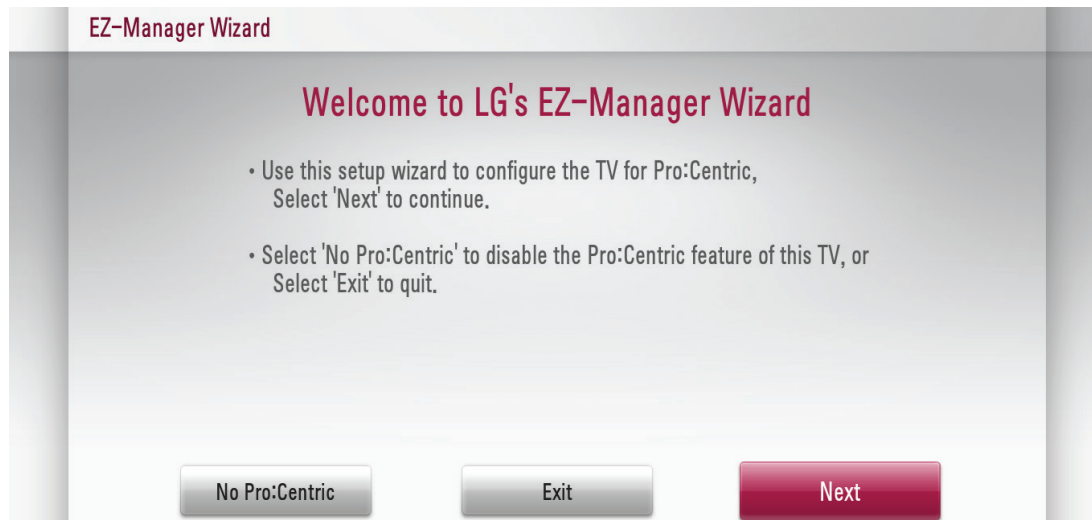 EZ-Manager Wizard
Welcome to LG's EZ-Manager Wizard
• Use this setup wizard to configure the TV for Pro:Centric,
Select 'Next' to continue.
• Select 'No Pro:Centric' to disable the Pro:Centric feature of this TV, or
Select 'Exit' to quit.
No Pro:Centric Exit Next